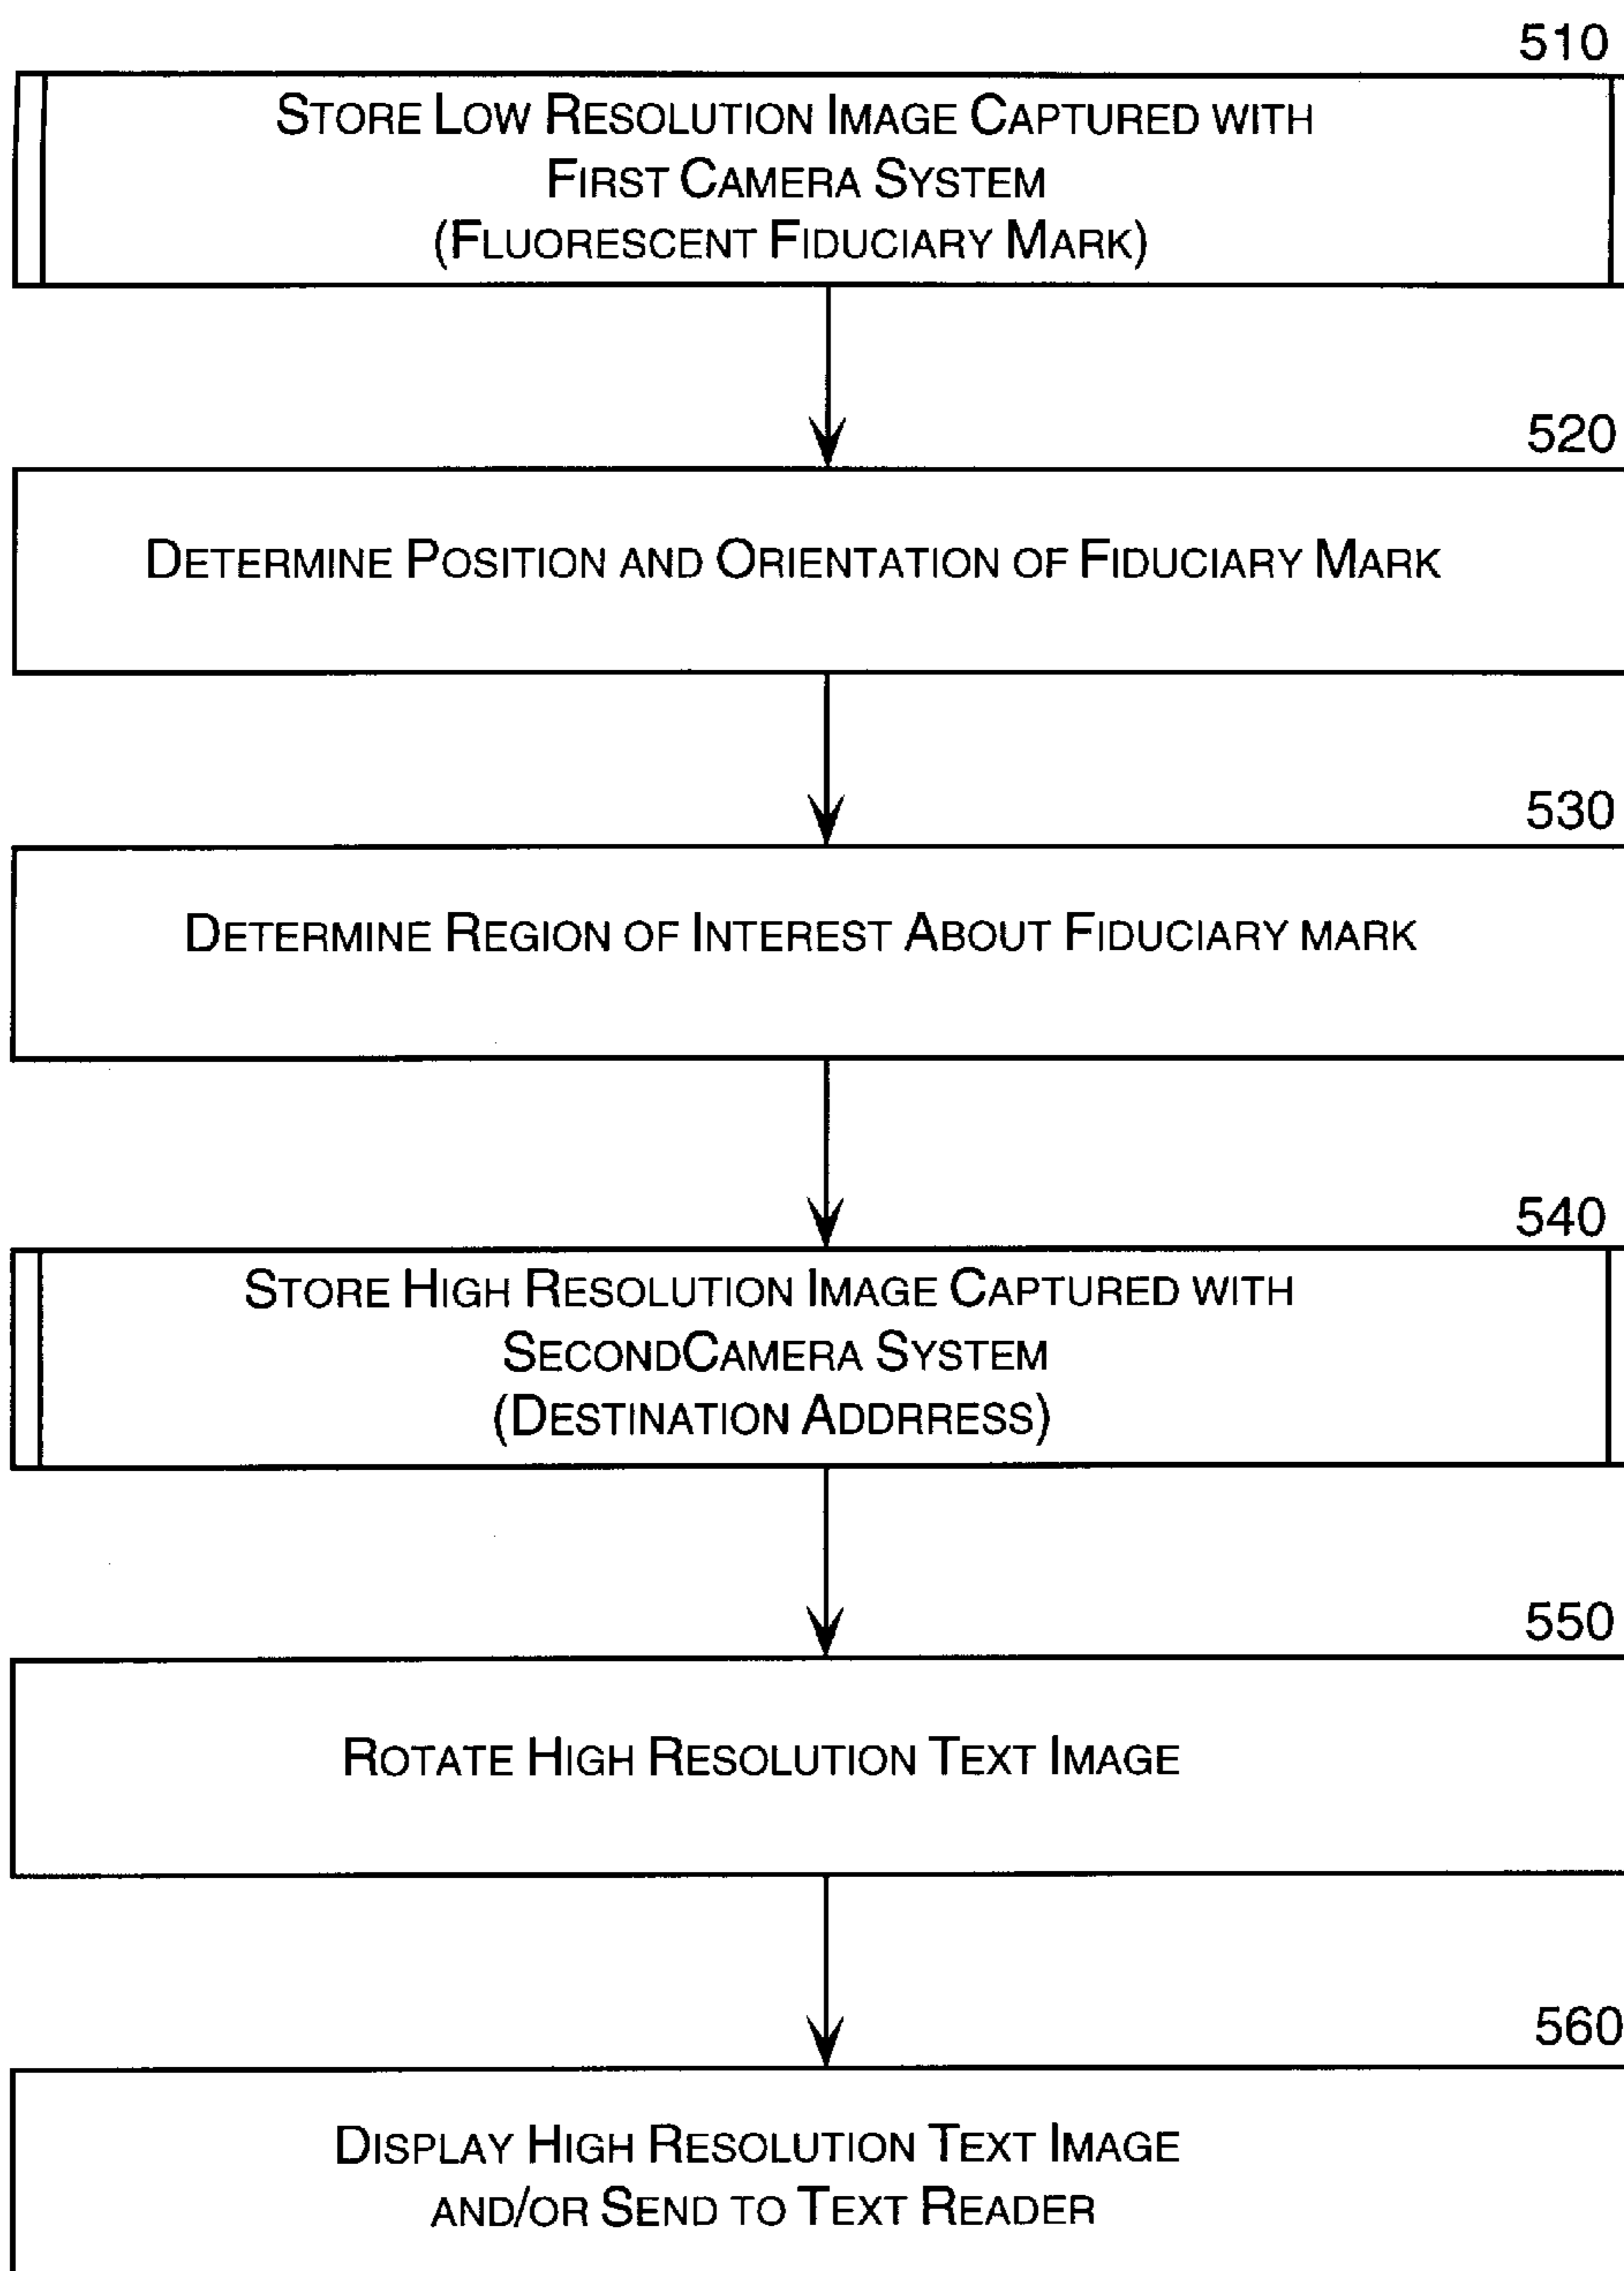 510
STORE LOW RESOLUTION IMAGE CAPTURED WITH
FIRST CAMERA SYSTEM
(FLUORESCENT FIDUCIARY MARK)
520
DETERMINE POSITION AND ORIENTATION OF FIDUCIARY MARK
530
DETERMINE REGION OF INTEREST ABOUT FIDUCIARY MARK
540
STORE HIGH RESOLUTION IMAGE CAPTURED WITH
SECONDCAMERA SYSTEM
(DESTINATION ADDRRESS)
550
ROTATE HIGH RESOLUTION TEXT IMAGE
560
DISPLAY HIGH RESOLUTION TEXT IMAGE
AND/OR SEND TO TEXT READER